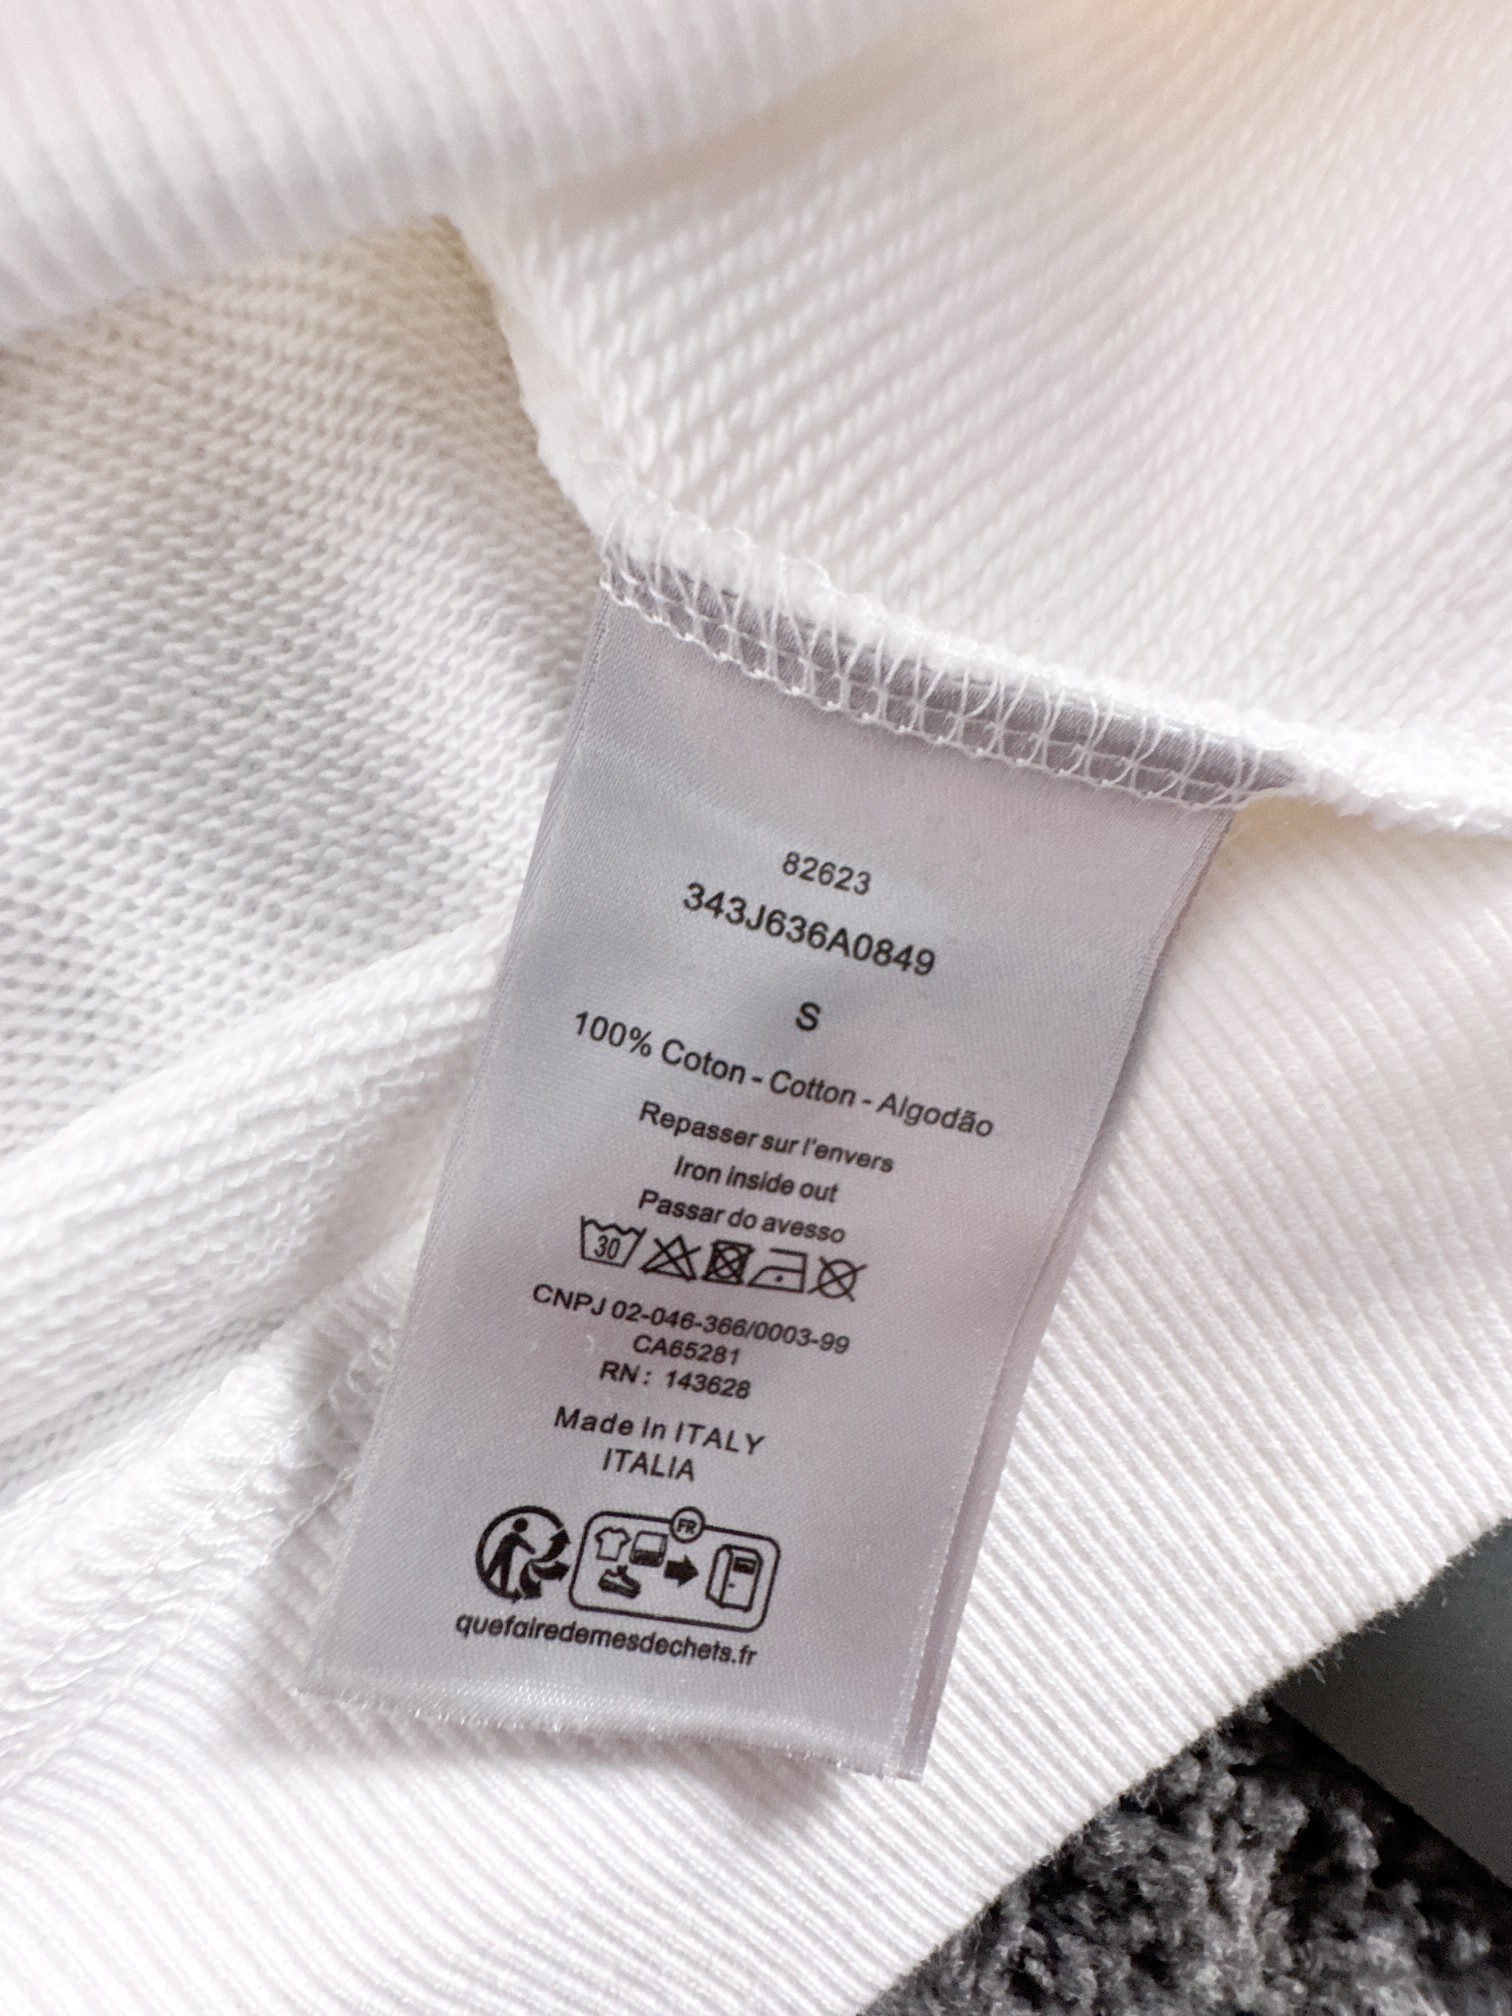 82623
343J636A0849
S
100% Coton - Cotton - Algodão
Repasser sur l'envers
Iron inside out
Passar do avesso
30
CNPJ 02-046-366/0003-99
CA65281
RN: 143628
Made In ITALY
ITALIA
FR
quefairedemesdechets.fr